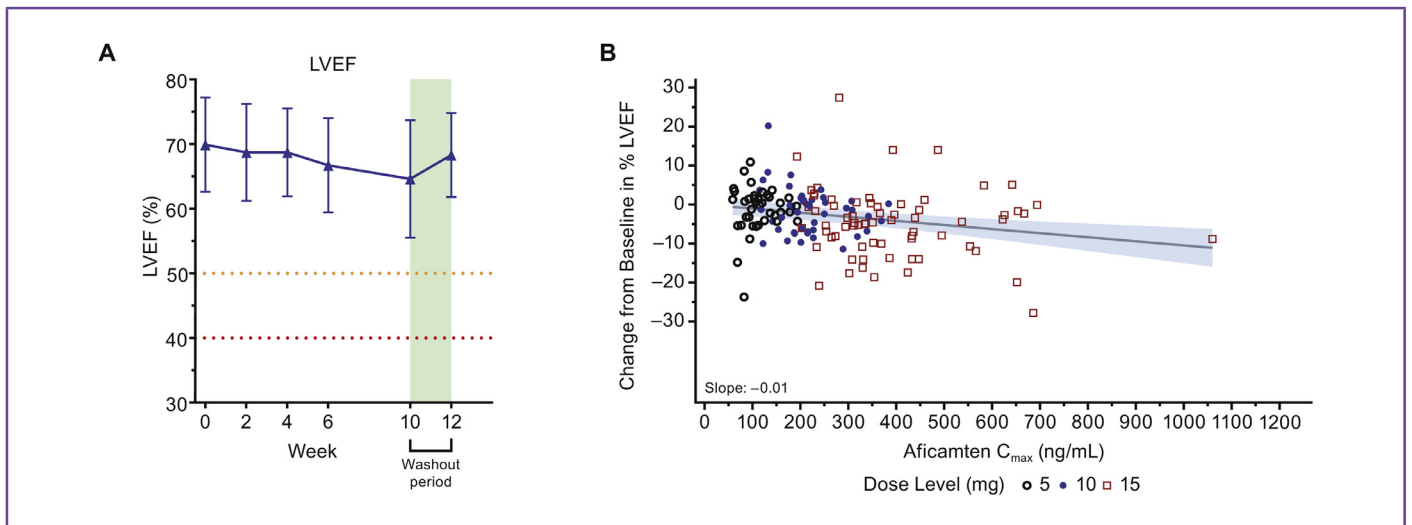 A
LVEF
80
70
60
50
40
30
LVEF (%)
0 2 4 6 10 12
Week
Washout
period
B
30
20
10
0
−10
−20
−30
Change from Baseline in % LVEF
Slope: −0.01
0 100 200 300 400 500 600 700 800 900 1000 1100 1200
Aficamten Cmax (ng/mL)
Dose Level (mg) 5 10 15